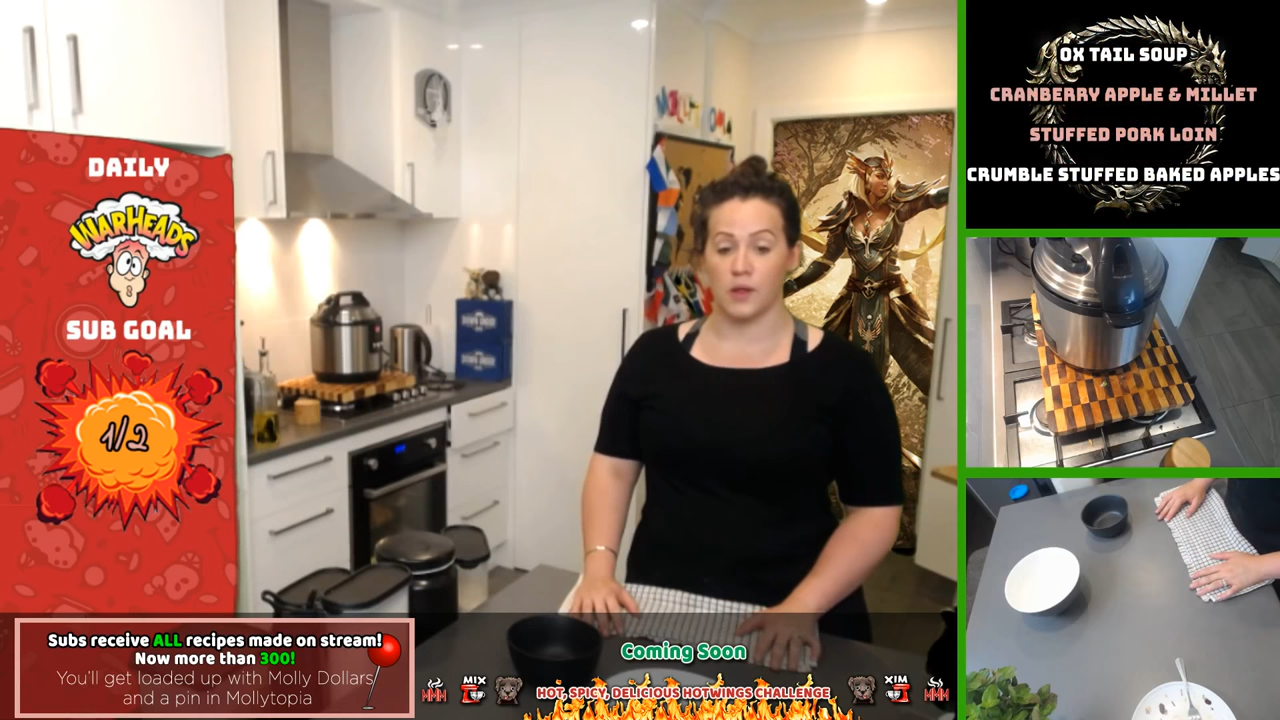 DAILY
WARHEADS
SUB GOAL
1/2
Subs receive ALL recipes made on stream!
Now more than 300!
You'll get loaded up with Molly Dollars
and a pin in Mollytopia
Coming Soon
MIX
HOT, SPICY, DELICIOUS HOTWINGS CHALLENGE
XIM
OX TAIL SOUP
CRANBERRY APPLE & MILLET
STUFFED PORK LOIN
CRUMBLE STUFFED BAKED APPLES